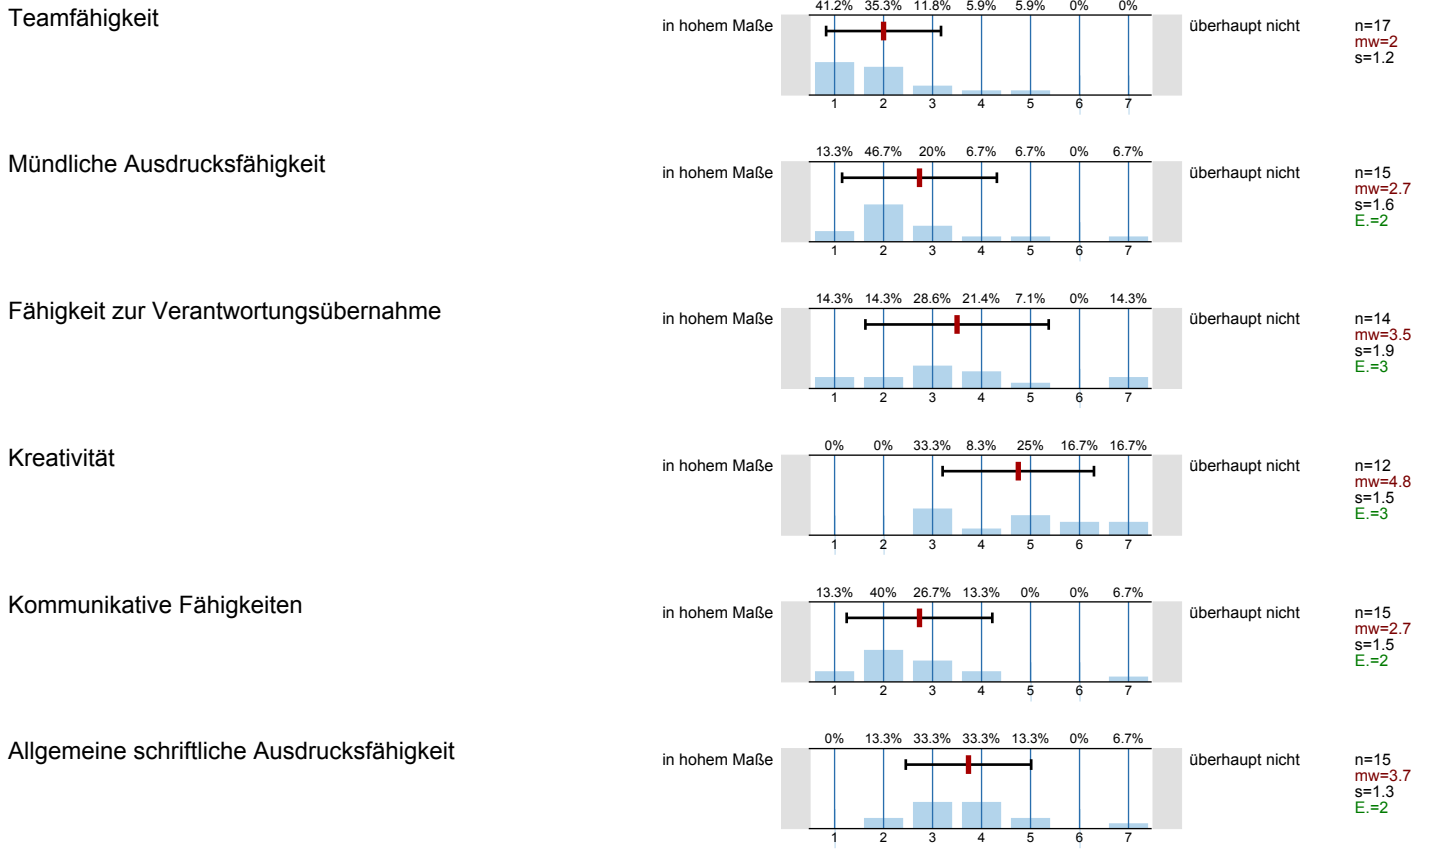 Teamfähigkeit
in hohem Maße
41.2% 35.3% 11.8% 5.9% 5.9% 0% 0%
1 2 3 4 5 6 7
überhaupt nicht
n=17
mw=2
s=1.2
Mündliche Ausdrucksfähigkeit
in hohem Maße
13.3% 46.7% 20% 6.7% 6.7% 0% 6.7%
1 2 3 4 5 6 7
überhaupt nicht
n=15
mw=2.7
s=1.6
E.=2
Fähigkeit zur Verantwortungsübernahme
in hohem Maße
14.3% 14.3% 28.6% 21.4% 7.1% 0% 14.3%
1 2 3 4 5 6 7
überhaupt nicht
n=14
mw=3.5
s=1.9
E.=3
Kreativität
in hohem Maße
0% 0% 33.3% 8.3% 25% 16.7% 16.7%
1 2 3 4 5 6 7
überhaupt nicht
n=12
mw=4.8
s=1.5
E.=3
Kommunikative Fähigkeiten
in hohem Maße
13.3% 40% 26.7% 13.3% 0% 0% 6.7%
1 2 3 4 5 6 7
überhaupt nicht
n=15
mw=2.7
s=1.5
E.=2
Allgemeine schriftliche Ausdrucksfähigkeit
in hohem Maße
0% 13.3% 33.3% 33.3% 13.3% 0% 6.7%
1 2 3 4 5 6 7
überhaupt nicht
n=15
mw=3.7
s=1.3
E.=2